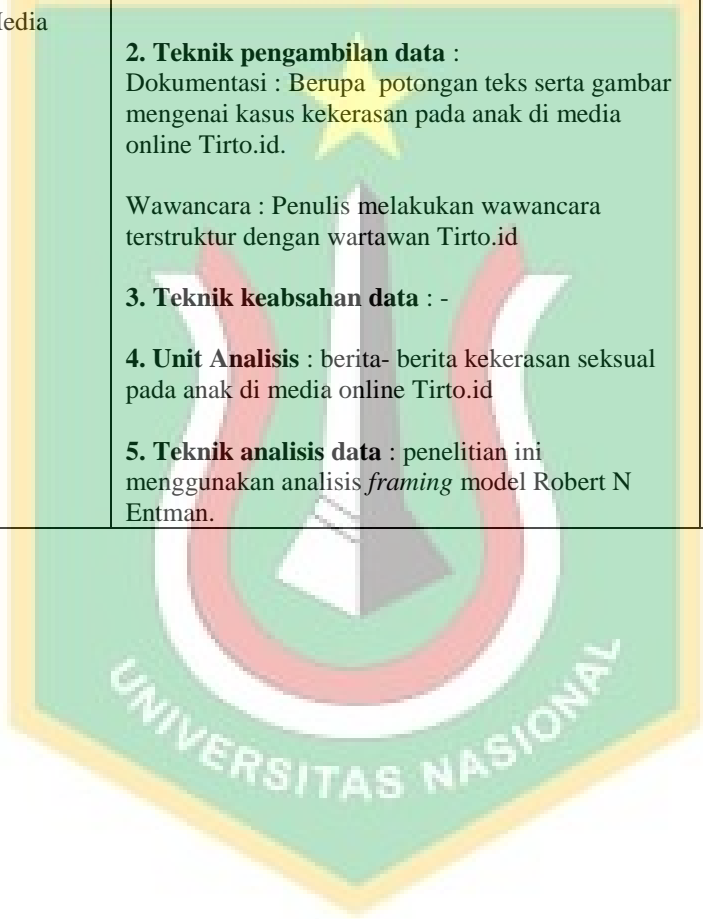 2. Teknik pengambilan data :
Dokumentasi : Berupa potongan teks serta gambar
mengenai kasus kekerasan pada anak di media
online Tirto.id.
Wawancara : Penulis melakukan wawancara
terstruktur dengan wartawan Tirto.id
3. Teknik keabsahan data : -
4. Unit Analisis : berita- berita kekerasan seksual
pada anak di media online Tirto.id
5. Teknik analisis data : penelitian ini
menggunakan analisis framing model Robert N
Entman.
UNIVERSITAS NASIONAL